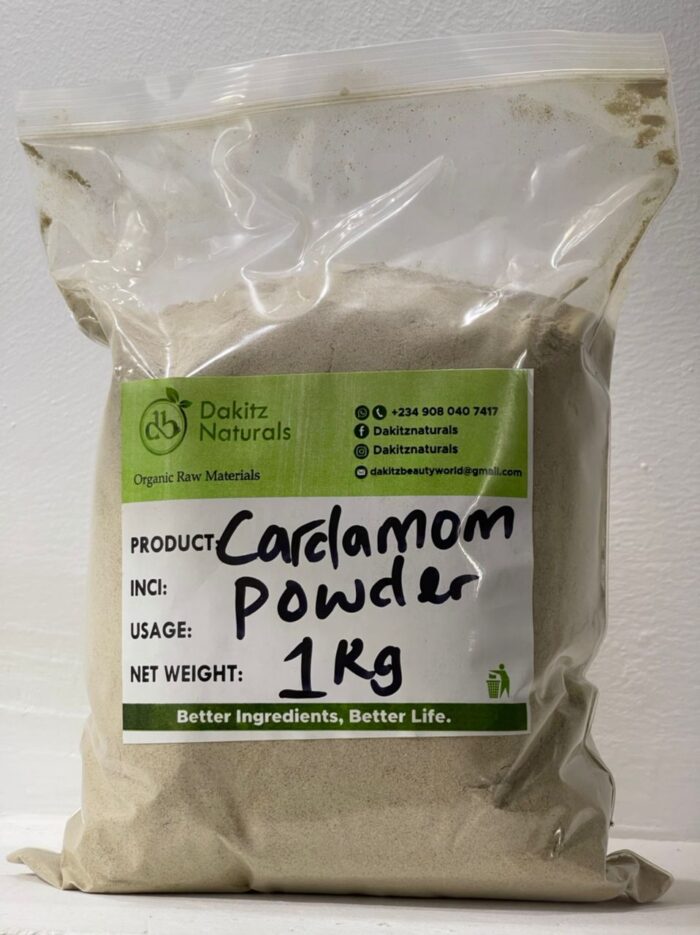 db
Dakitz
Naturals
Organic Raw Materials
+234 908 040 7417
Dakitznaturals
Dakitznaturals
dakitzbeautyworld@gmail.com
PRODUCT: Cardamom
INCI: Powder
USAGE:
NET WEIGHT: 1 Kg
Better Ingredients, Better Life.